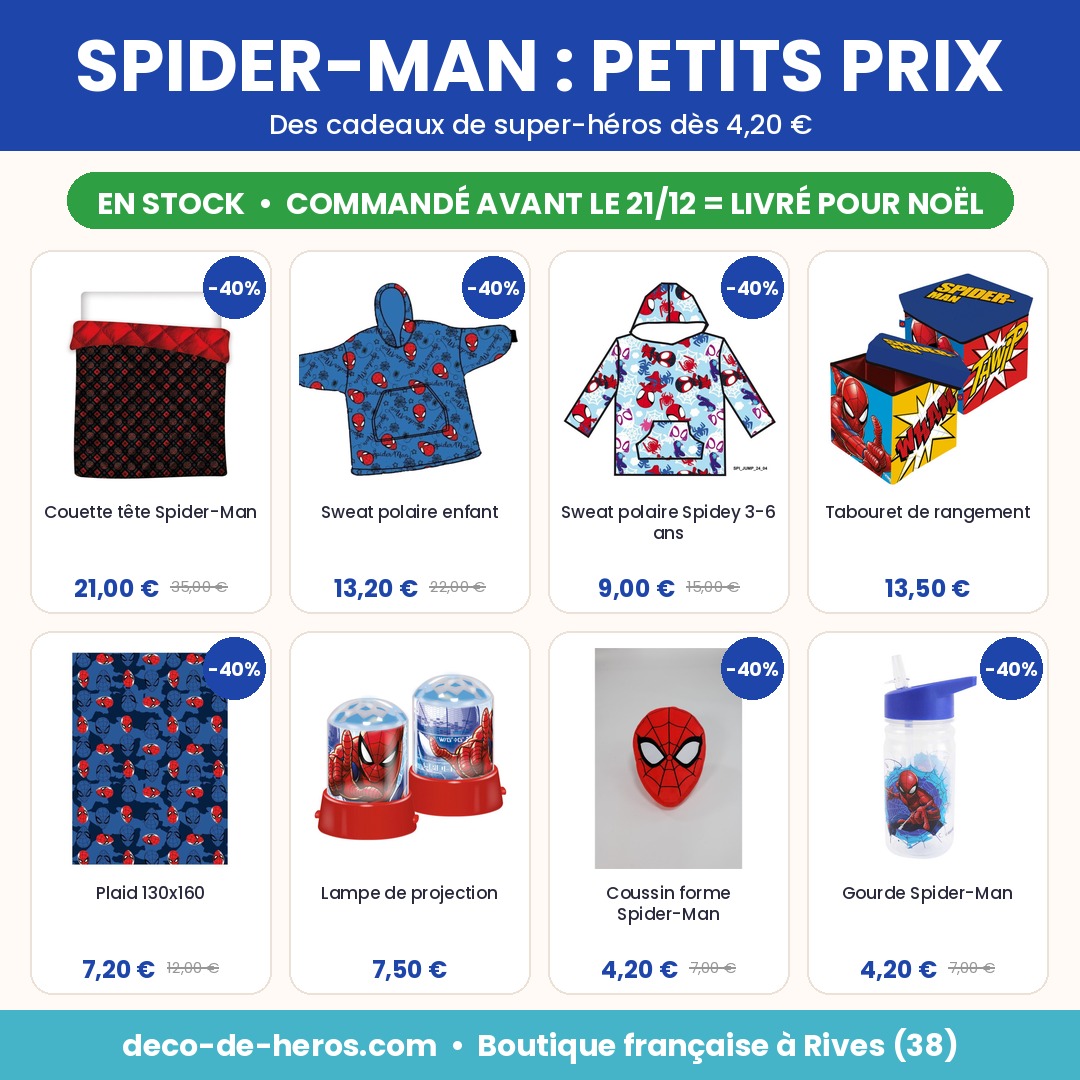 SPIDER-MAN : PETITS PRIX
Des cadeaux de super-héros dès 4,20 €
EN STOCK • COMMANDÉ AVANT LE 21/12 = LIVRÉ POUR NOËL
-40%
-40%
-40%
SPIDER-MAN
THWIP
WHAM
SPI_JUMP_24_04
Couette tête Spider-Man
Sweat polaire enfant
Sweat polaire Spidey 3-6 ans
Tabouret de rangement
21,00 € 35,00 €
13,20 € 22,00 €
9,00 € 15,00 €
13,50 €
-40%
-40%
-40%
Plaid 130x160
Lampe de projection
Coussin forme
Spider-Man
Gourde Spider-Man
7,20 € 12,00 €
7,50 €
4,20 € 7,00 €
4,20 € 7,00 €
deco-de-heros.com • Boutique française à Rives (38)